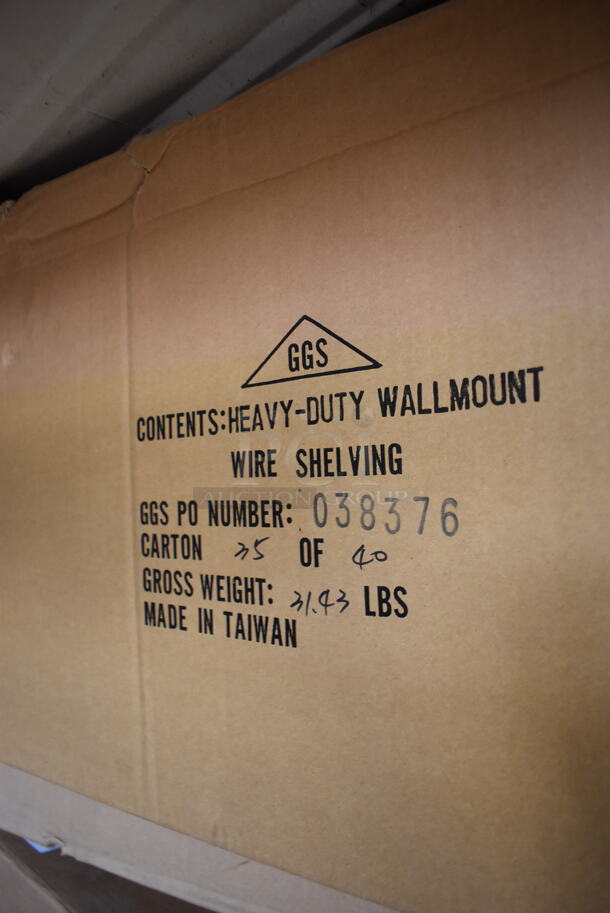 GGS
CONTENTS:HEAVY-DUTY WALLMOUNT
WIRE SHELVING
GGS PO NUMBER: 038376
CARTON 35 OF 40
GROSS WEIGHT: 31.43 LBS
MADE IN TAIWAN